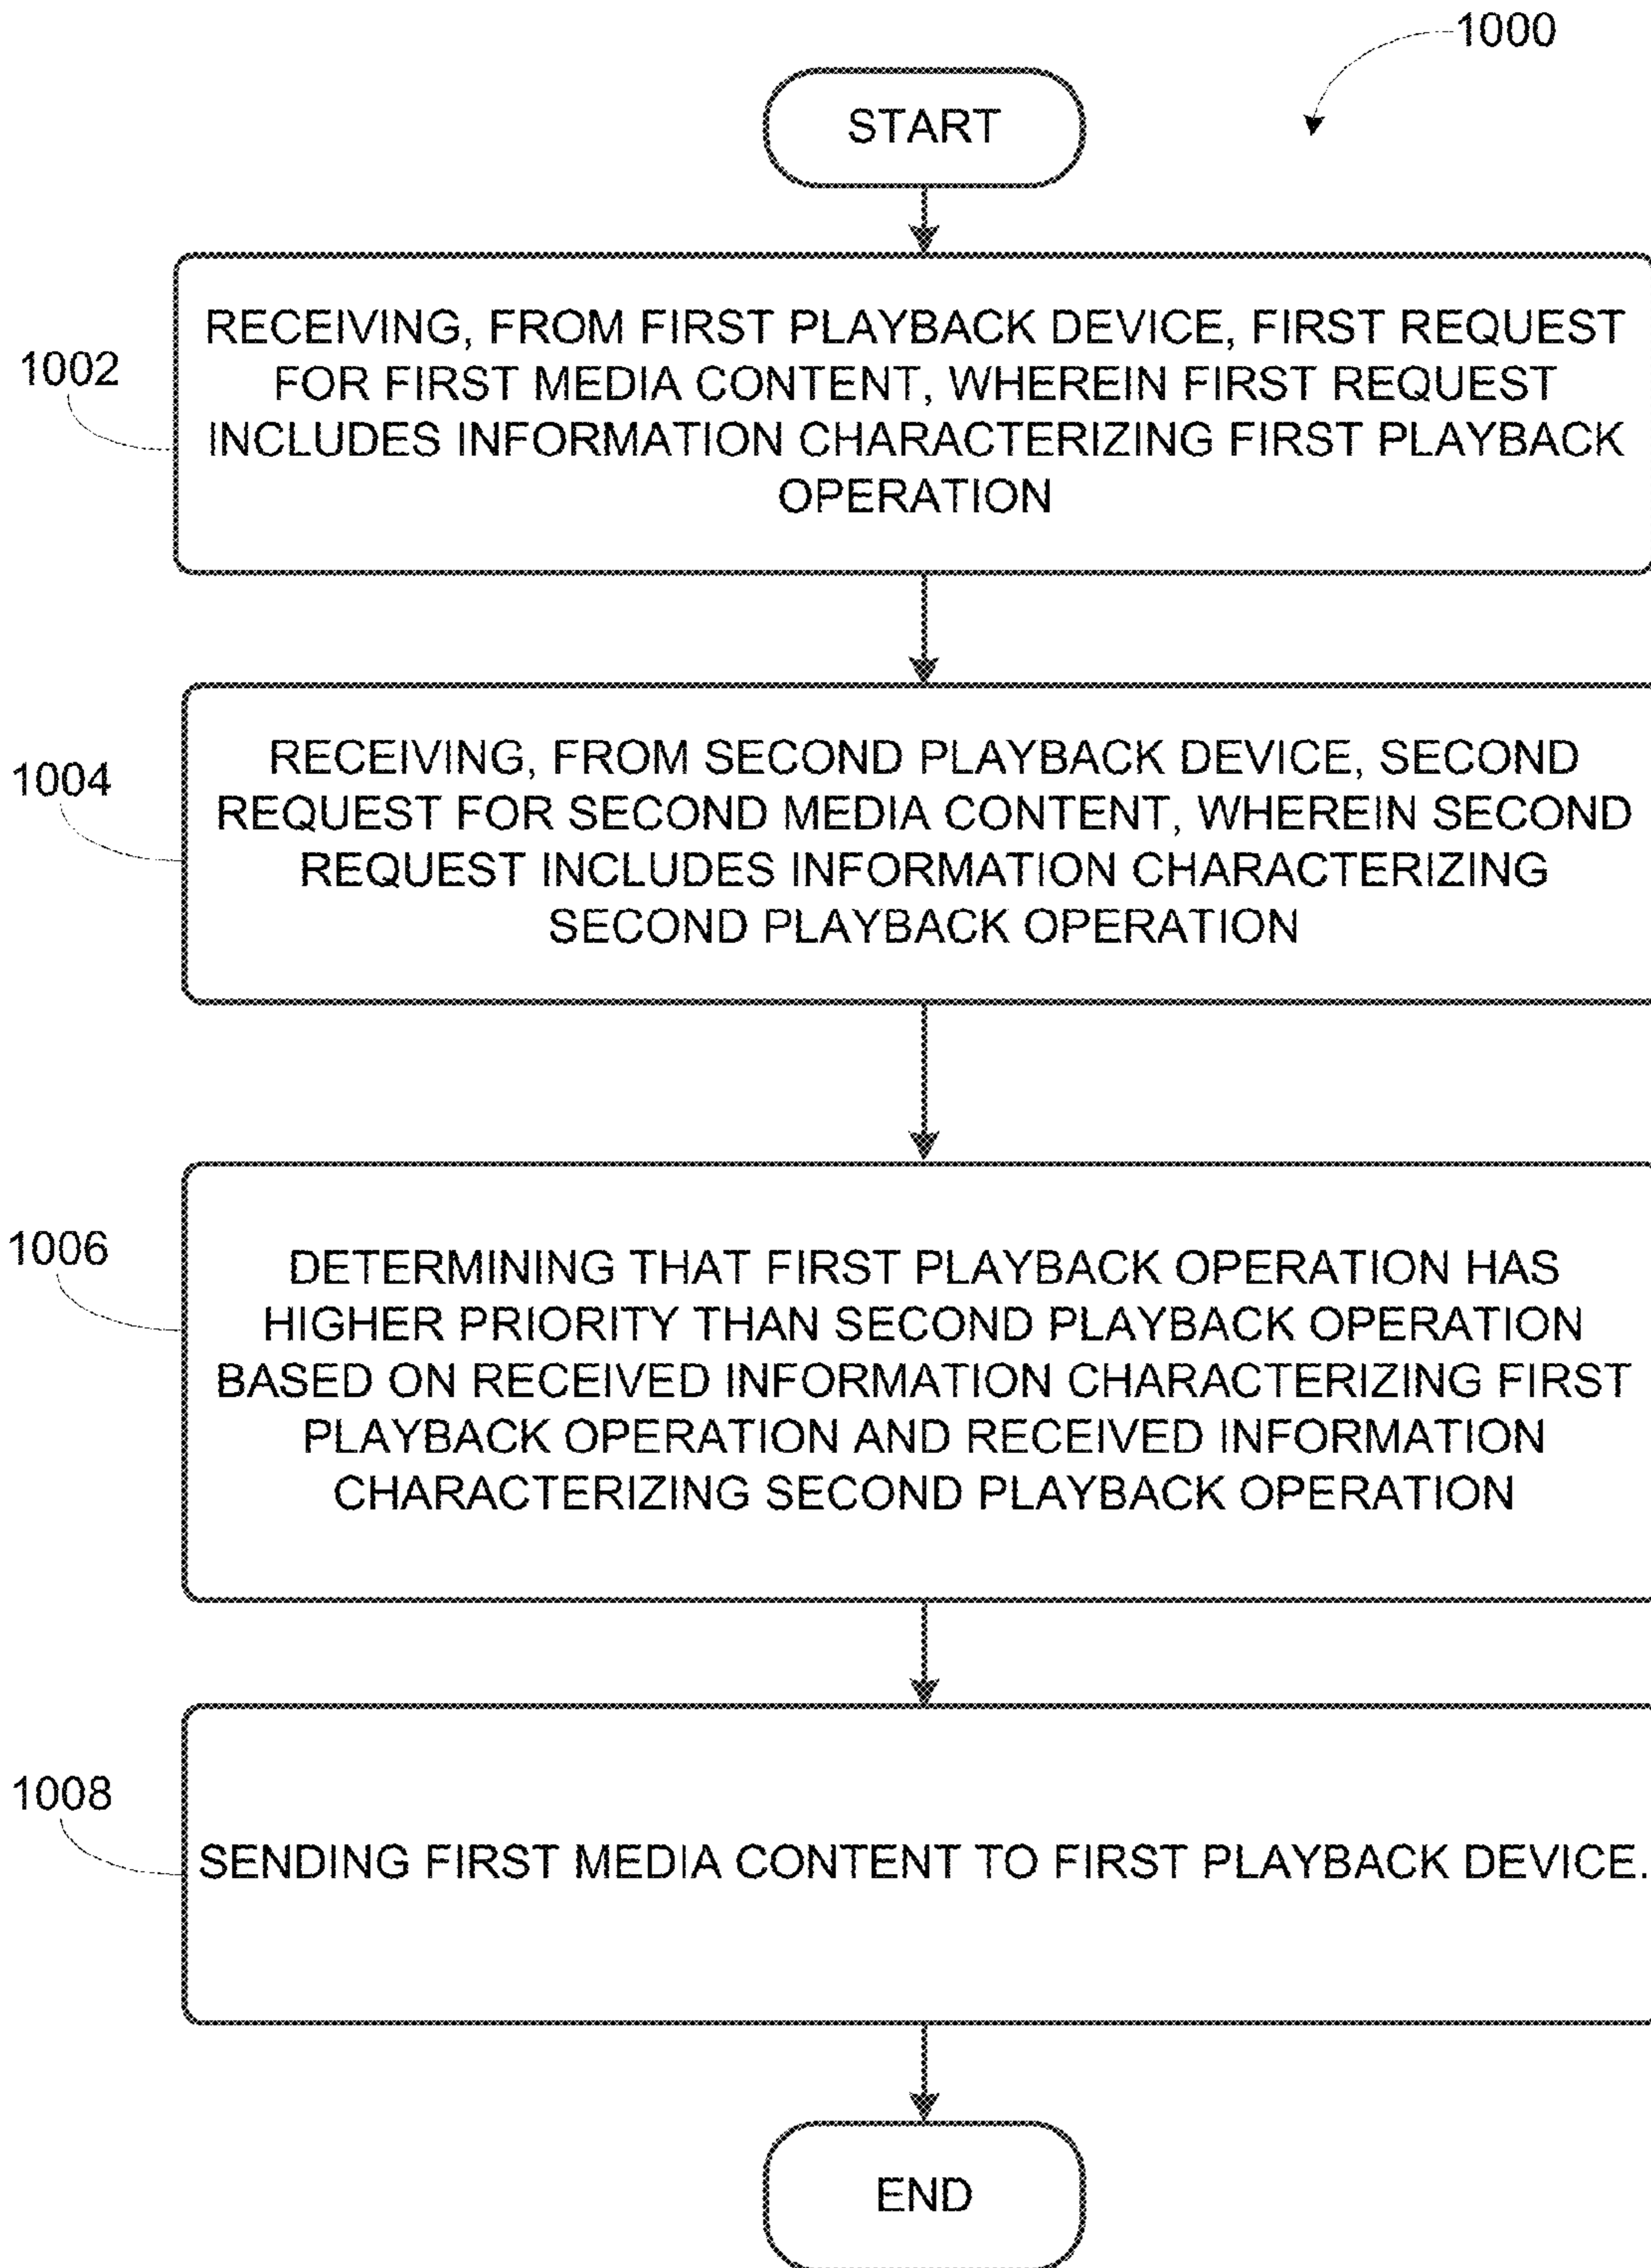 1000
START
1002
RECEIVING, FROM FIRST PLAYBACK DEVICE, FIRST REQUEST
FOR FIRST MEDIA CONTENT, WHEREIN FIRST REQUEST
INCLUDES INFORMATION CHARACTERIZING FIRST PLAYBACK
OPERATION
1004
RECEIVING, FROM SECOND PLAYBACK DEVICE, SECOND
REQUEST FOR SECOND MEDIA CONTENT, WHEREIN SECOND
REQUEST INCLUDES INFORMATION CHARACTERIZING
SECOND PLAYBACK OPERATION
1006
DETERMINING THAT FIRST PLAYBACK OPERATION HAS
HIGHER PRIORITY THAN SECOND PLAYBACK OPERATION
BASED ON RECEIVED INFORMATION CHARACTERIZING FIRST
PLAYBACK OPERATION AND RECEIVED INFORMATION
CHARACTERIZING SECOND PLAYBACK OPERATION
1008
SENDING FIRST MEDIA CONTENT TO FIRST PLAYBACK DEVICE.
END